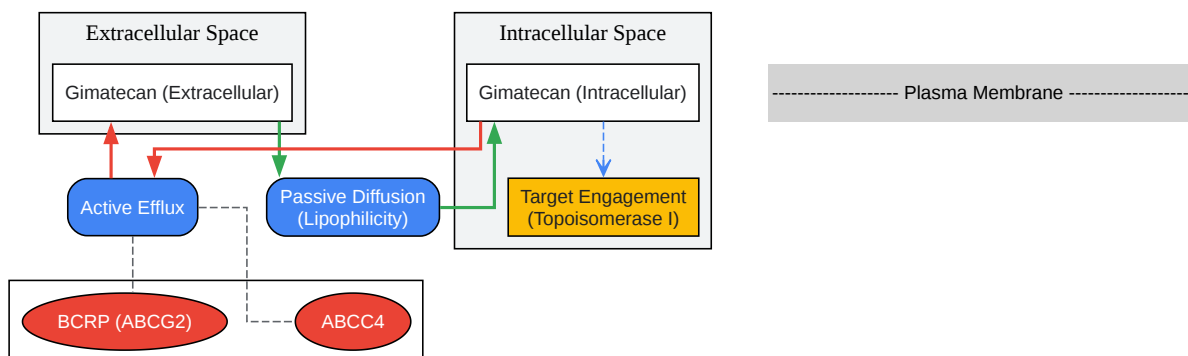 Extracellular Space
Intracellular Space
Gimatecan (Extracellular)
Gimatecan (Intracellular)
-------------------- Plasma Membrane -------------------
Active Efflux
Passive Diffusion
(Lipophilicity)
Target Engagement
(Topoisomerase I)
BCRP (ABCG2)
ABCC4